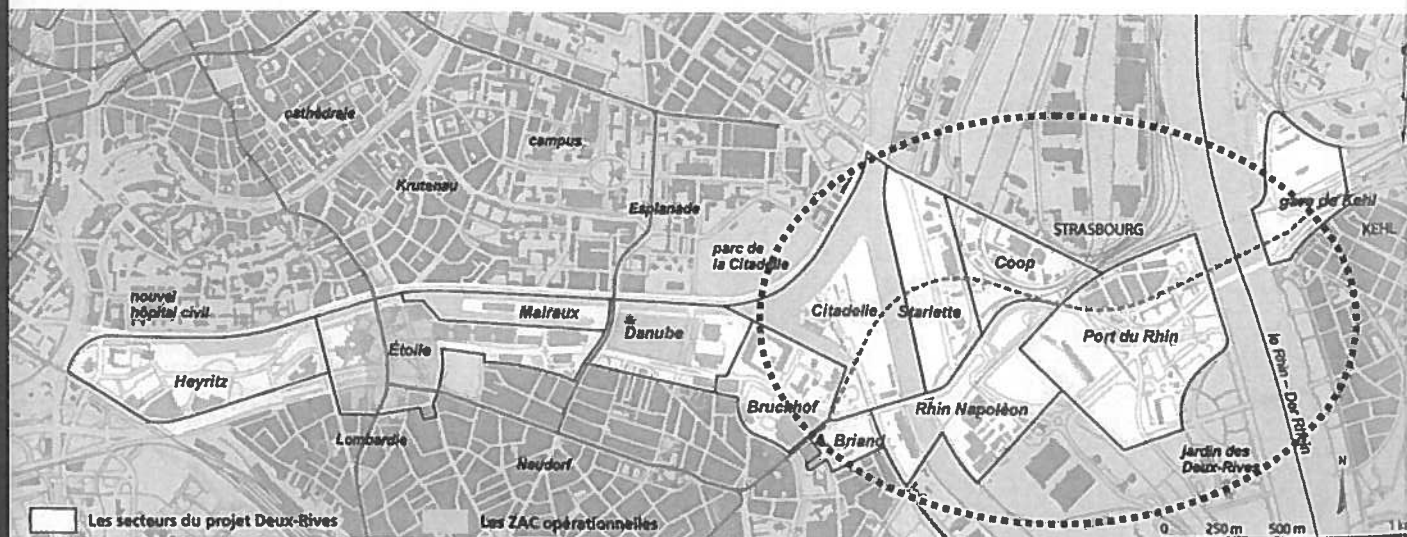 cathédrale
campus
Krutenau
Esplanade
parc de
la Citadelle
STRASBOURG
gare de Kehl
KEHL
Coop
nouvel
hôpital civil
Malraux
Danube
Citadelle
Starlette
Port du Rhin
Étoile
Heyritz
Bruckhof
Rhin Napoléon
le Rhin - Der Rhein
A. Briand
Lombardie
Neudorf
jardin des
Deux-Rives
N
Les secteurs du projet Deux-Rives
Les ZAC opérationnelles
0 250 m 500 m